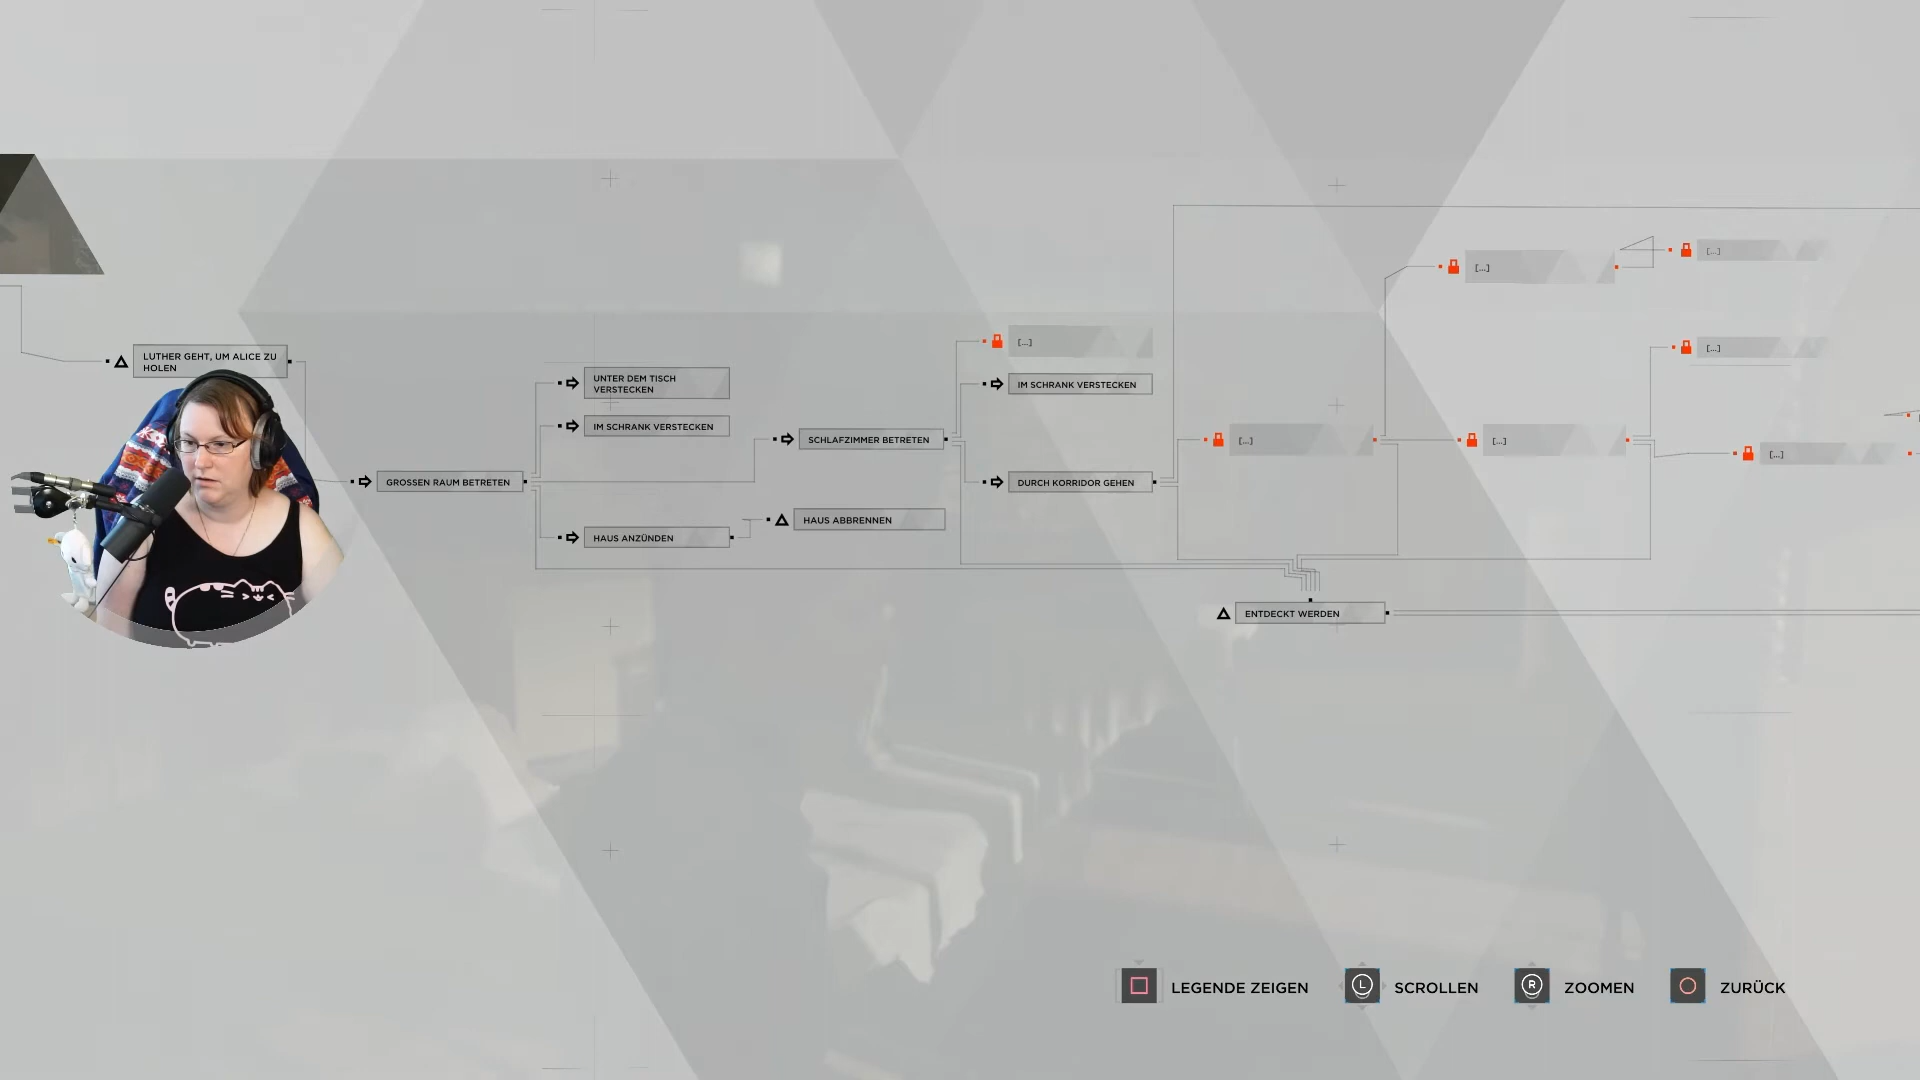 LUTHER GEHT, UM ALICE ZU
HOLEN
GROSSEN RAUM BETRETEN
UNTER DEM TISCH
VERSTECKEN
IM SCHRANK VERSTECKEN
HAUS ANZÜNDEN
SCHLAFZIMMER BETRETEN
HAUS ABBRENNEN
[...]
IM SCHRANK VERSTECKEN
DURCH KORRIDOR GEHEN
[...]
ENTDECKT WERDEN
[...]
[...]
[...]
[...]
[...]
LEGENDE ZEIGEN
L
SCROLLEN
R
ZOOMEN
ZURÜCK